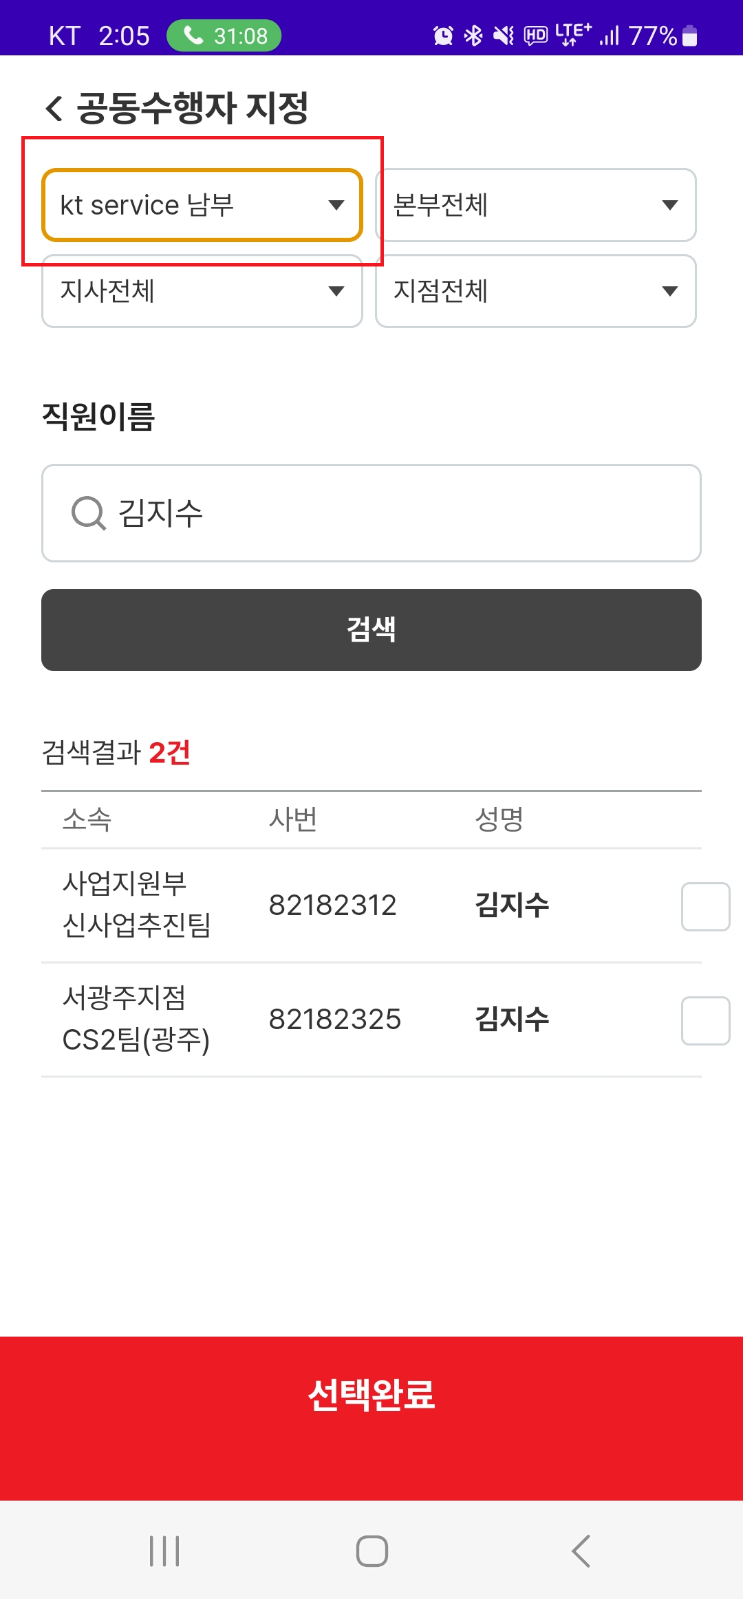 KT 2:05 31:08 HD LTE+ 77%
공동수행자 지정
kt service 남부 본부전체
지사전체 지점전체
직원이름
김지수
검색
검색결과 2건
소속 사번 성명
사업지원부
신사업추진팀 82182312 김지수
서광주지점
CS2팀(광주) 82182325 김지수
선택완료